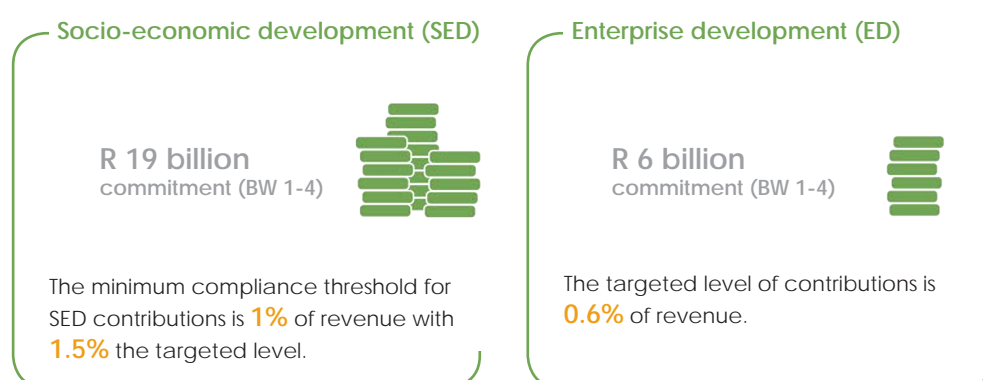 Socio-economic development (SED)
R 19 billion
commitment (BW 1-4)
The minimum compliance threshold for
SED contributions is 1% of revenue with
1.5% the targeted level.
Enterprise development (ED)
R 6 billion
commitment (BW 1-4)
The targeted level of contributions is
0.6% of revenue.